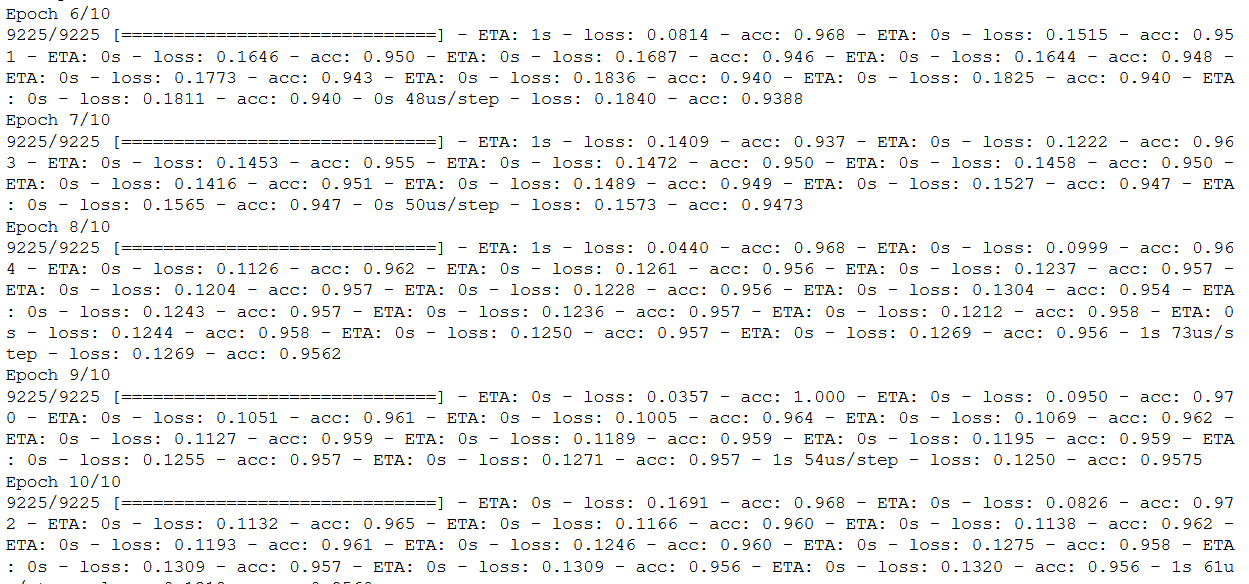 Epoch 6/10
9225/9225 [==============================] - ETA: 1s - loss: 0.0814 - acc: 0.968 - ETA: 0s - loss: 0.1515 - acc: 0.95
1 - ETA: 0s - loss: 0.1646 - acc: 0.950 - ETA: 0s - loss: 0.1687 - acc: 0.946 - ETA: 0s - loss: 0.1644 - acc: 0.948 -
ETA: 0s - loss: 0.1773 - acc: 0.943 - ETA: 0s - loss: 0.1836 - acc: 0.940 - ETA: 0s - loss: 0.1825 - acc: 0.940 - ETA
: 0s - loss: 0.1811 - acc: 0.940 - 0s 48us/step - loss: 0.1840 - acc: 0.9388
Epoch 7/10
9225/9225 [==============================] - ETA: 1s - loss: 0.1409 - acc: 0.937 - ETA: 0s - loss: 0.1222 - acc: 0.96
3 - ETA: 0s - loss: 0.1453 - acc: 0.955 - ETA: 0s - loss: 0.1472 - acc: 0.950 - ETA: 0s - loss: 0.1458 - acc: 0.950 -
ETA: 0s - loss: 0.1416 - acc: 0.951 - ETA: 0s - loss: 0.1489 - acc: 0.949 - ETA: 0s - loss: 0.1527 - acc: 0.947 - ETA
: 0s - loss: 0.1565 - acc: 0.947 - 0s 50us/step - loss: 0.1573 - acc: 0.9473
Epoch 8/10
9225/9225 [==============================] - ETA: 1s - loss: 0.0440 - acc: 0.968 - ETA: 0s - loss: 0.0999 - acc: 0.96
4 - ETA: 0s - loss: 0.1126 - acc: 0.962 - ETA: 0s - loss: 0.1261 - acc: 0.956 - ETA: 0s - loss: 0.1237 - acc: 0.957 -
ETA: 0s - loss: 0.1204 - acc: 0.957 - ETA: 0s - loss: 0.1228 - acc: 0.956 - ETA: 0s - loss: 0.1304 - acc: 0.954 - ETA
: 0s - loss: 0.1243 - acc: 0.957 - ETA: 0s - loss: 0.1236 - acc: 0.957 - ETA: 0s - loss: 0.1212 - acc: 0.958 - ETA: 0
s - loss: 0.1244 - acc: 0.958 - ETA: 0s - loss: 0.1250 - acc: 0.957 - ETA: 0s - loss: 0.1269 - acc: 0.956 - 1s 73us/s
tep - loss: 0.1269 - acc: 0.9562
Epoch 9/10
9225/9225 [==============================] - ETA: 0s - loss: 0.0357 - acc: 1.000 - ETA: 0s - loss: 0.0950 - acc: 0.97
0 - ETA: 0s - loss: 0.1051 - acc: 0.961 - ETA: 0s - loss: 0.1005 - acc: 0.964 - ETA: 0s - loss: 0.1069 - acc: 0.962 -
ETA: 0s - loss: 0.1127 - acc: 0.959 - ETA: 0s - loss: 0.1189 - acc: 0.959 - ETA: 0s - loss: 0.1195 - acc: 0.959 - ETA
: 0s - loss: 0.1255 - acc: 0.957 - ETA: 0s - loss: 0.1271 - acc: 0.957 - 1s 54us/step - loss: 0.1250 - acc: 0.9575
Epoch 10/10
9225/9225 [==============================] - ETA: 0s - loss: 0.1691 - acc: 0.968 - ETA: 0s - loss: 0.0826 - acc: 0.97
2 - ETA: 0s - loss: 0.1132 - acc: 0.965 - ETA: 0s - loss: 0.1166 - acc: 0.960 - ETA: 0s - loss: 0.1138 - acc: 0.962 -
ETA: 0s - loss: 0.1193 - acc: 0.961 - ETA: 0s - loss: 0.1246 - acc: 0.960 - ETA: 0s - loss: 0.1275 - acc: 0.958 - ETA
: 0s - loss: 0.1309 - acc: 0.957 - ETA: 0s - loss: 0.1309 - acc: 0.956 - ETA: 0s - loss: 0.1320 - acc: 0.956 - 1s 61u